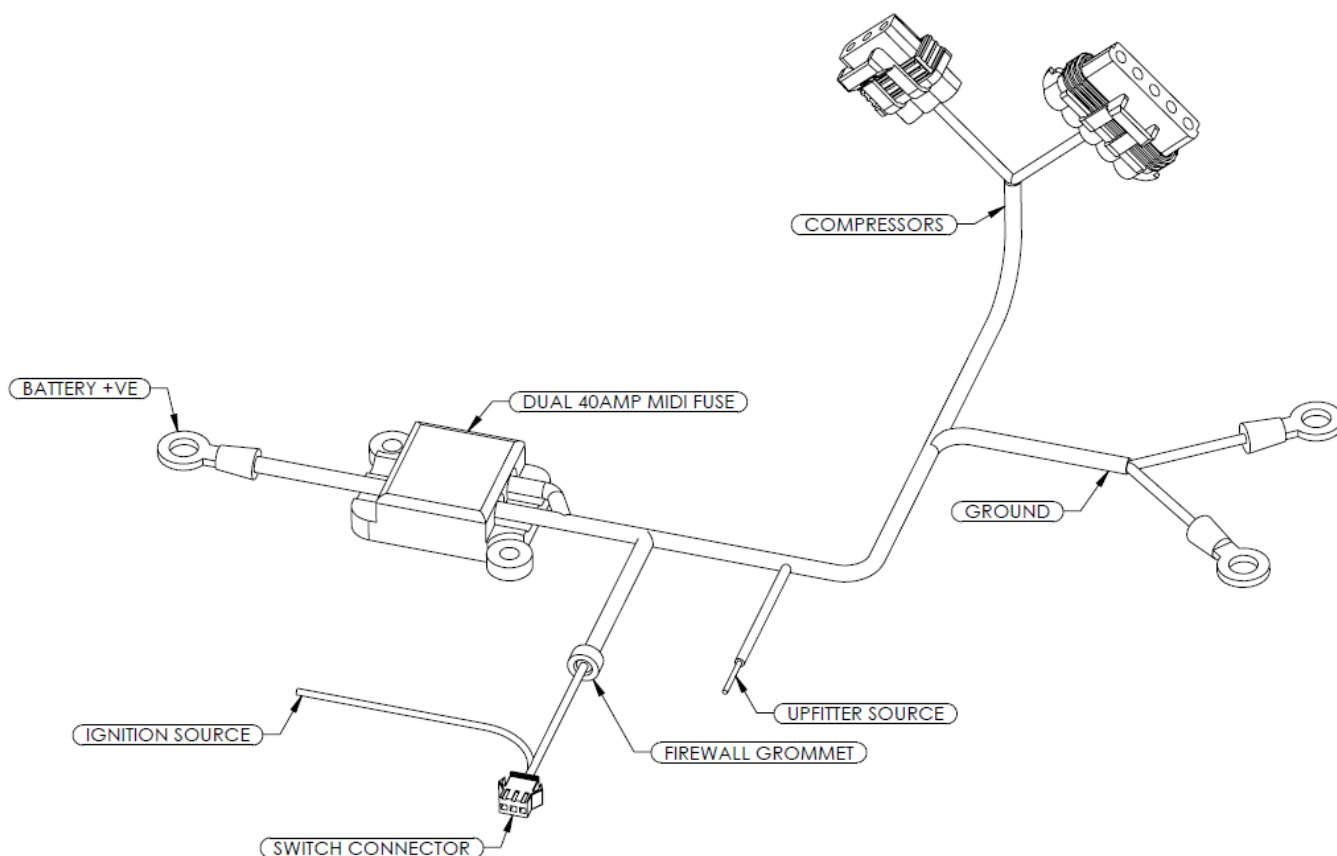 COMPRESSORS
BATTERY +VE
DUAL 40AMP MIDI FUSE
GROUND
UPFITTER SOURCE
IGNITION SOURCE
FIREWALL GROMMET
SWITCH CONNECTOR